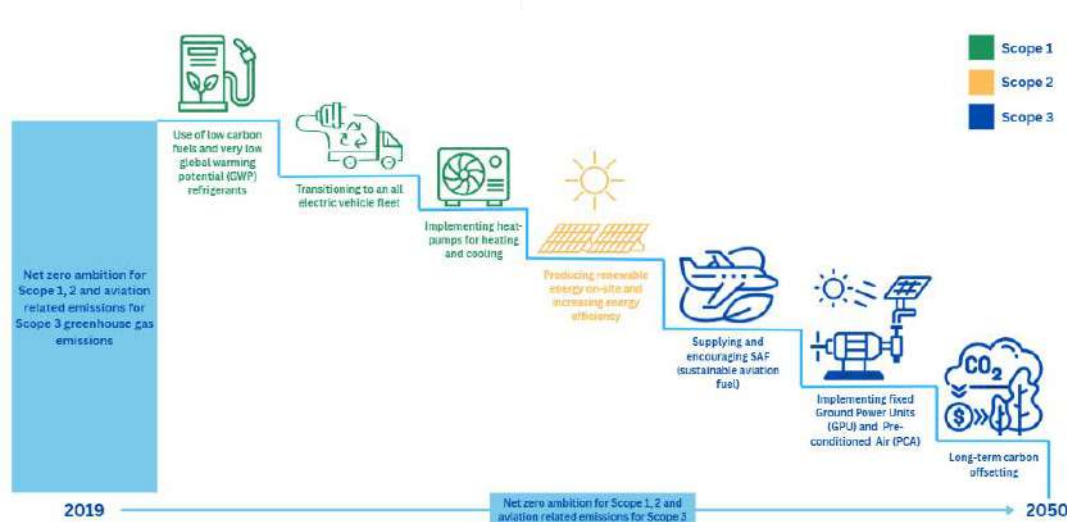 Scope 1
Scope 2
Scope 3
Use of low carbon
fuels and very low
global warming
potential (GWP)
refrigerants
Transitioning to an all
electric vehicle fleet
Implementing heat-
pumps for heating
and cooling
Net zero ambition for
Scope 1, 2 and aviation
related emissions for
Scope 3 greenhouse gas
emissions
Producing renewable
energy on-site and
increasing energy
efficiency
Supplying and
encouraging SAF
(sustainable aviation
fuel)
Implementing fixed
Ground Power Units
(GPU) and Pre-
conditioned Air (PCA)
CO2
$
Long-term carbon
offsetting
2019
Net zero ambition for Scope 1, 2 and
aviation related emissions for Scope 3
2050